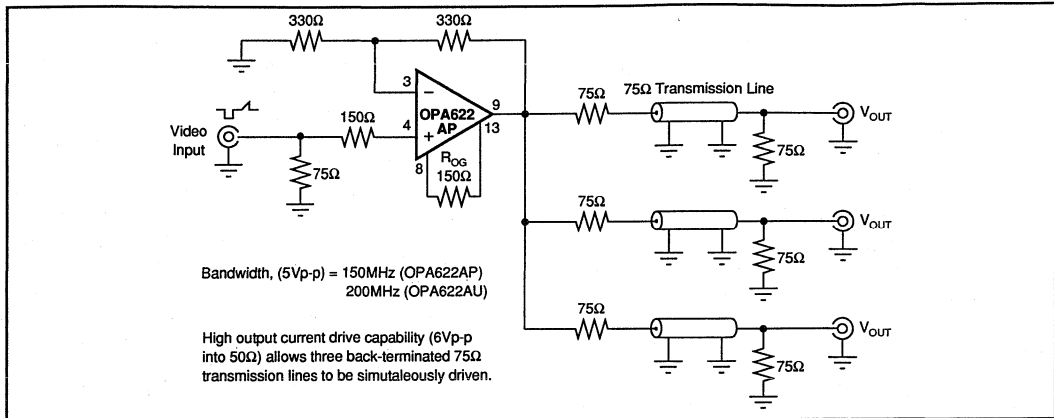 330Ω
330Ω
3
−
OPA622
AP
9
13
4
+
8
R_OG
150Ω
Video
Input
150Ω
75Ω
75Ω
75Ω Transmission Line
V_OUT
75Ω
75Ω
V_OUT
75Ω
75Ω
V_OUT
75Ω
Bandwidth, (5Vp-p) = 150MHz (OPA622AP)
200MHz (OPA622AU)
High output current drive capability (6Vp-p
into 50Ω) allows three back-terminated 75Ω
transmission lines to be simutaleously driven.